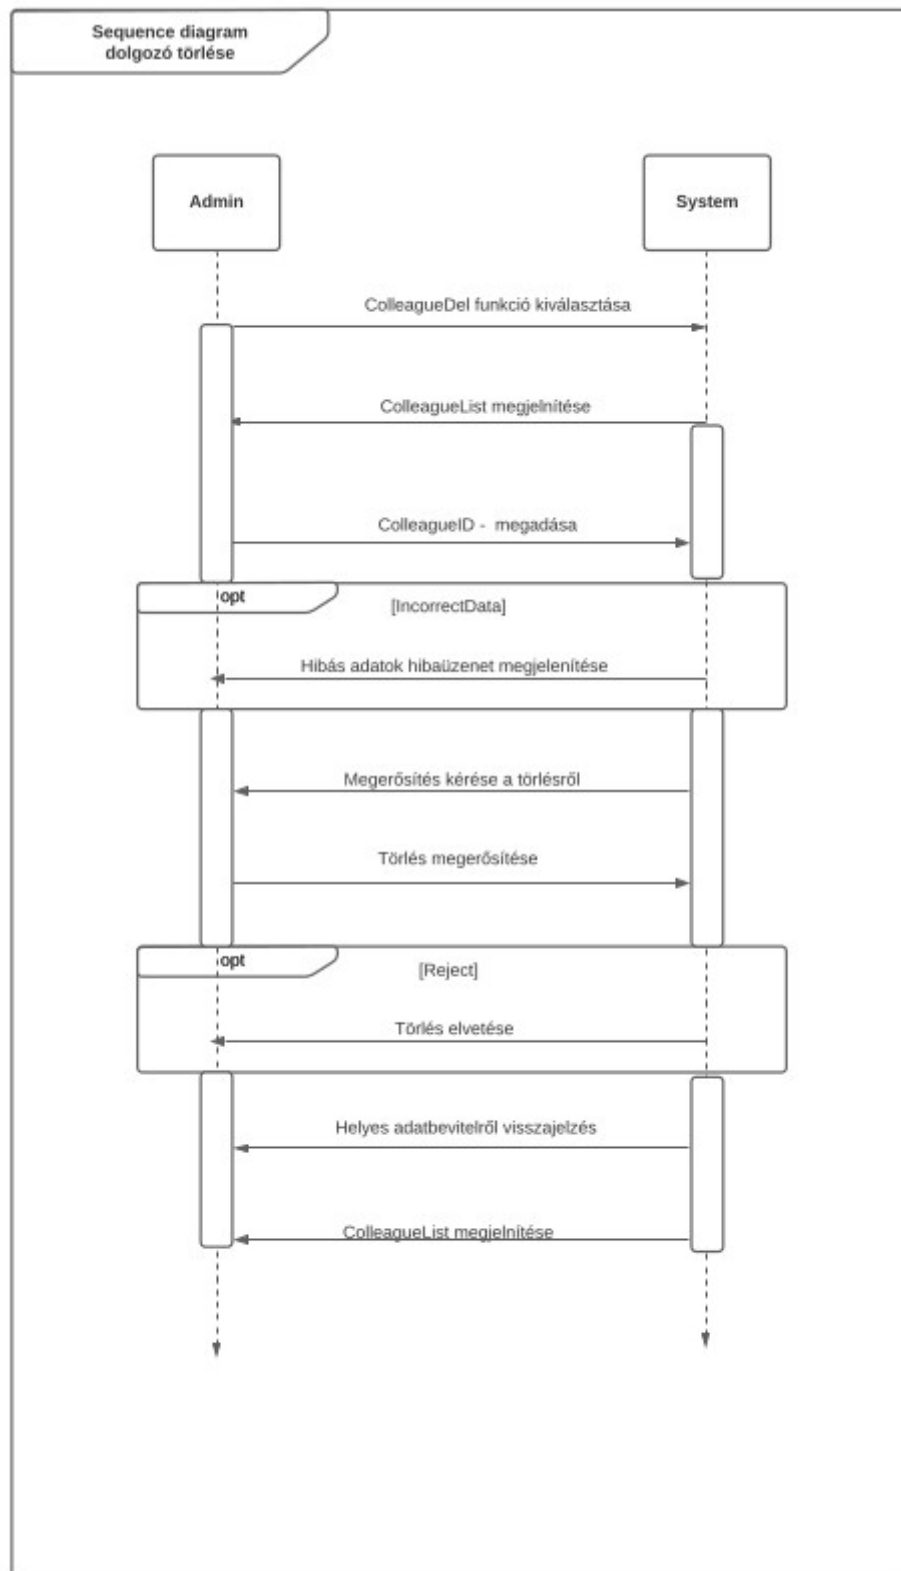 Sequence diagram
dolgozó törlése
Admin
System
ColleagueDel funkció kiválasztása
ColleagueList megjelnítése
ColleagueID -  megadása
opt
[IncorrectData]
Hibás adatok hibaüzenet megjelenítése
Megerősítés kérése a törlésről
Törlés megerősítése
opt
[Reject]
Törlés elvetése
Helyes adatbevitelről visszajelzés
ColleagueList megjelnítése